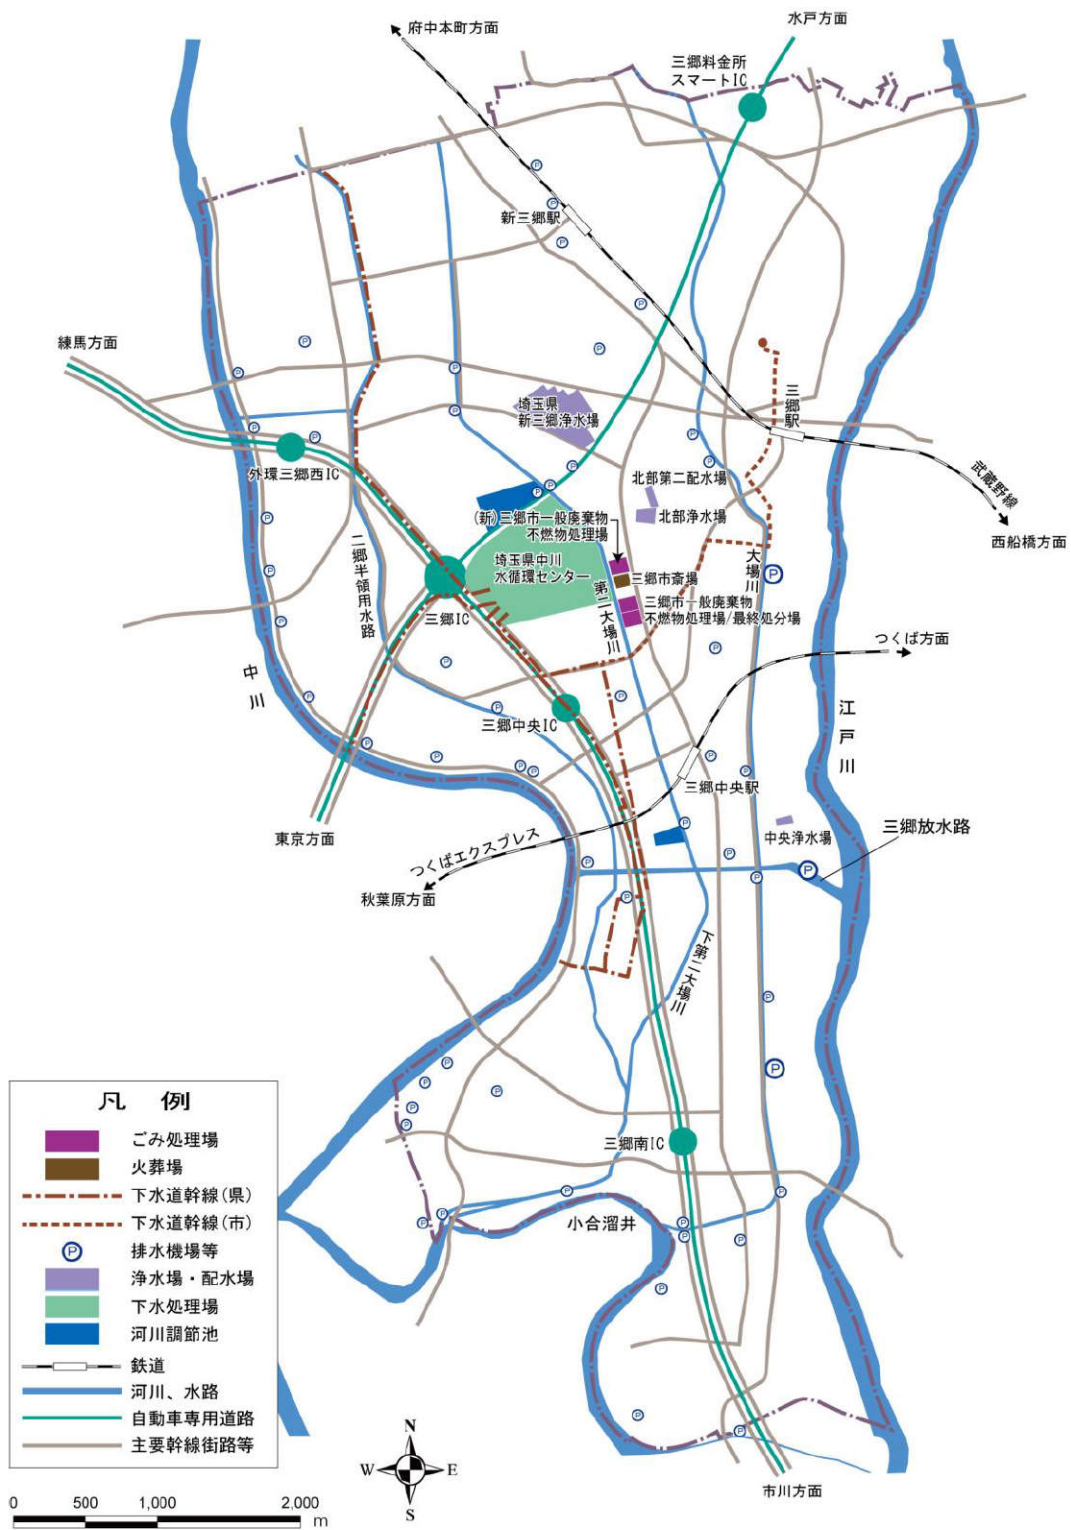 府中本町方面
水戸方面
三郷料金所
スマートIC
新三郷駅
練馬方面
三郷駅
埼玉県
新三郷浄水場
外環三郷西IC
武蔵野線
西船橋方面
北部第二配水場
北部浄水場
(新)三郷市一般廃棄物
不燃物処理場
埼玉県中川
水循環センター
三郷市斎場
三郷市一般廃棄物
不燃物処理場/最終処分場
二郷半領用水路
第二大場川
大場川
三郷IC
つくば方面
中川
江戸川
三郷中央IC
三郷中央駅
東京方面
つくばエクスプレス
秋葉原方面
中央浄水場
三郷放水路
下第二大場川
三郷南IC
小合溜井
市川方面
凡 例
ごみ処理場
火葬場
下水道幹線(県)
下水道幹線(市)
P 排水機場等
浄水場・配水場
下水処理場
河川調節池
鉄道
河川、水路
自動車専用道路
主要幹線街路等
N
W E
S
0 500 1,000 2,000
m